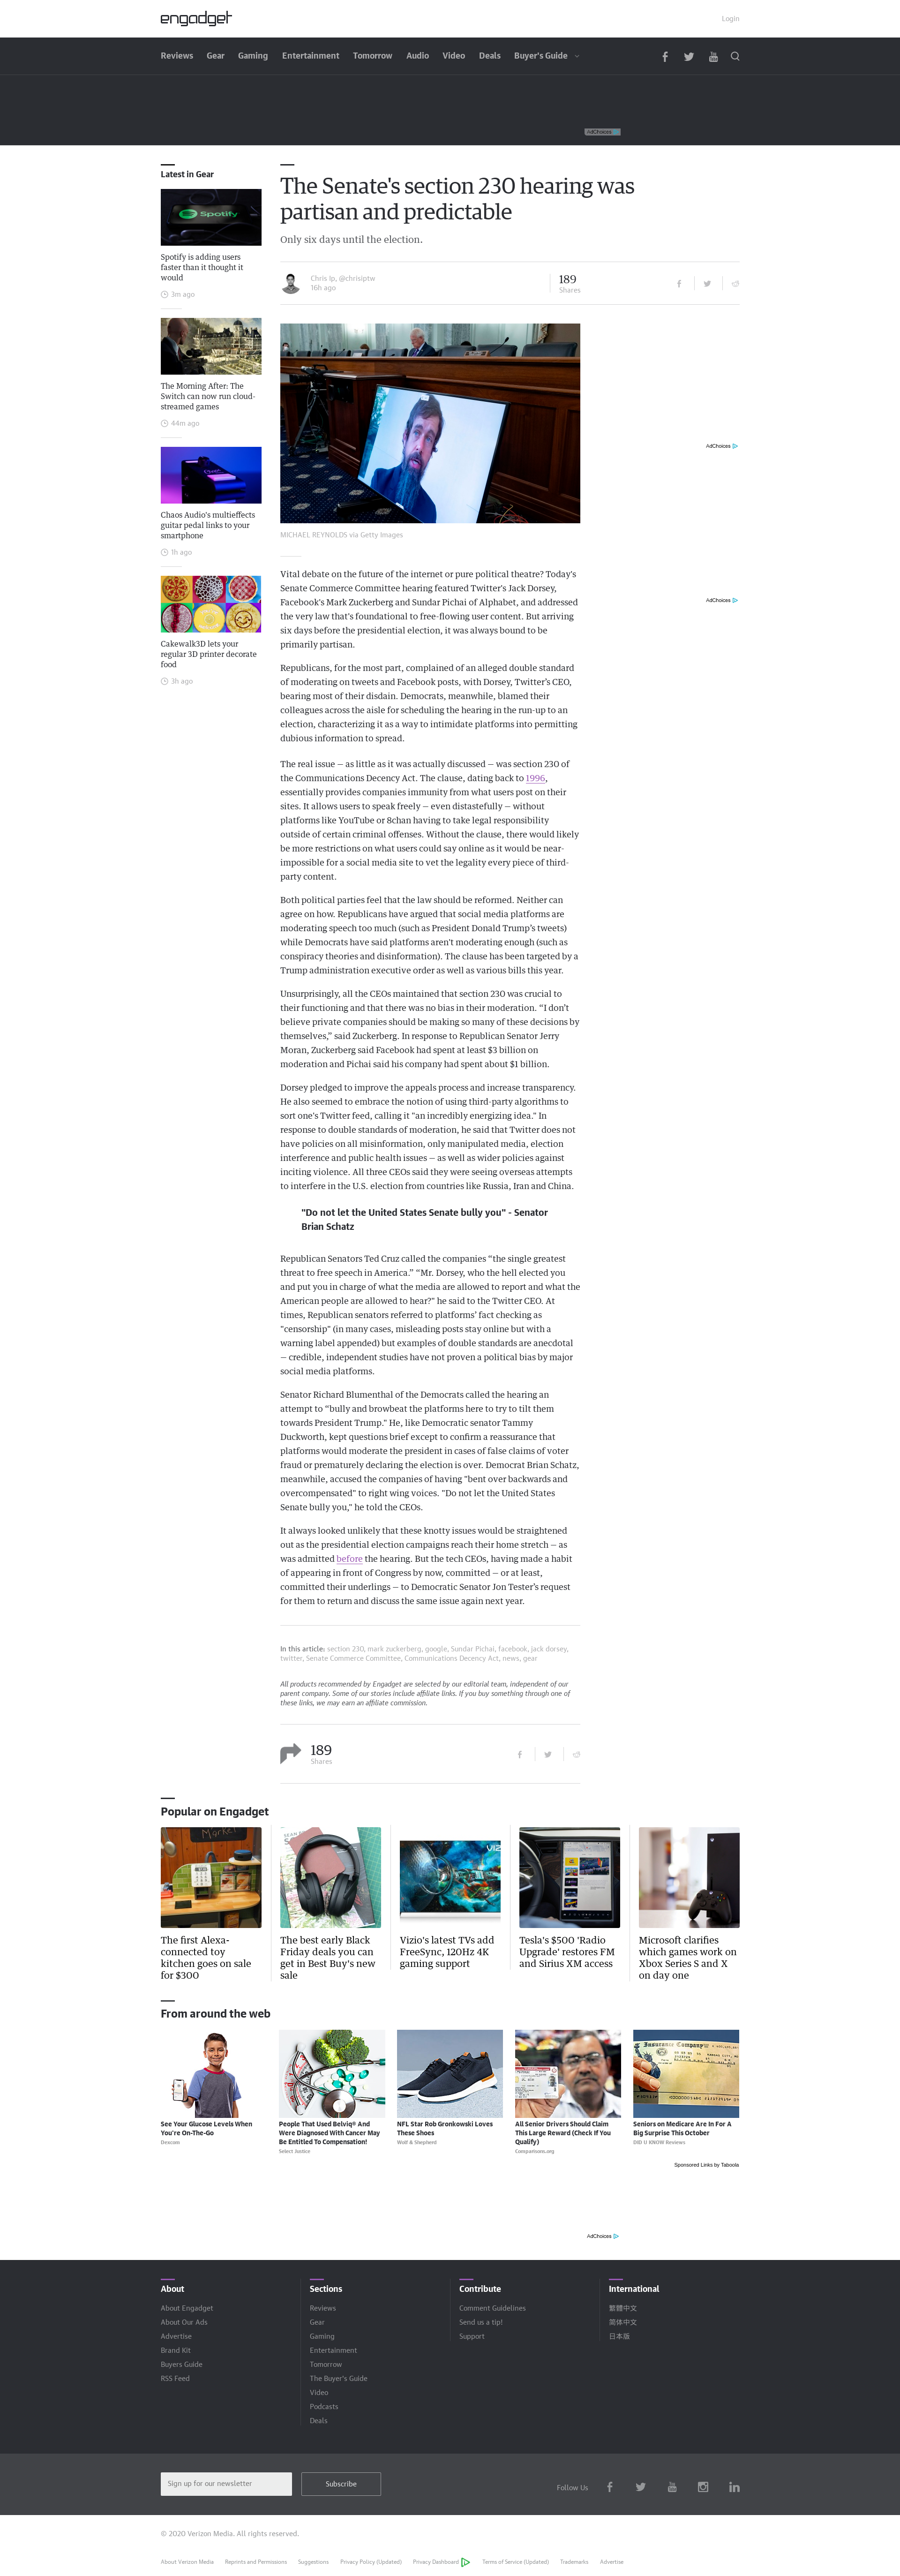 engadget
Login
Reviews Gear Gaming Entertainment Tomorrow Audio Video Deals Buyer's Guide
AdChoices
Latest in Gear
Spotify
Spotify is adding users
faster than it thought it
would
3m ago
The Morning After: The
Switch can now run cloud-
streamed games
44m ago
Chaos Audio's multieffects
guitar pedal links to your
smartphone
1h ago
Cakewalk3D lets your
regular 3D printer decorate
food
3h ago
The Senate's section 230 hearing was
partisan and predictable
Only six days until the election.
Chris Ip, @chrisiptw
16h ago
189
Shares
AdChoices
AdChoices
MICHAEL REYNOLDS via Getty Images
Vital debate on the future of the internet or pure political theatre? Today's
Senate Commerce Committee hearing featured Twitter's Jack Dorsey,
Facebook's Mark Zuckerberg and Sundar Pichai of Alphabet, and addressed
the very law that's foundational to free-flowing user content. But arriving
six days before the presidential election, it was always bound to be
primarily partisan.
Republicans, for the most part, complained of an alleged double standard
of moderating on tweets and Facebook posts, with Dorsey, Twitter's CEO,
bearing most of their disdain. Democrats, meanwhile, blamed their
colleagues across the aisle for scheduling the hearing in the run-up to an
election, characterizing it as a way to intimidate platforms into permitting
dubious information to spread.
The real issue — as little as it was actually discussed — was section 230 of
the Communications Decency Act. The clause, dating back to 1996,
essentially provides companies immunity from what users post on their
sites. It allows users to speak freely — even distastefully — without
platforms like YouTube or 8chan having to take legal responsibility
outside of certain criminal offenses. Without the clause, there would likely
be more restrictions on what users could say online as it would be near-
impossible for a social media site to vet the legality every piece of third-
party content.
Both political parties feel that the law should be reformed. Neither can
agree on how. Republicans have argued that social media platforms are
moderating speech too much (such as President Donald Trump's tweets)
while Democrats have said platforms aren't moderating enough (such as
conspiracy theories and disinformation). The clause has been targeted by a
Trump administration executive order as well as various bills this year.
Unsurprisingly, all the CEOs maintained that section 230 was crucial to
their functioning and that there was no bias in their moderation. "I don't
believe private companies should be making so many of these decisions by
themselves," said Zuckerberg. In response to Republican Senator Jerry
Moran, Zuckerberg said Facebook had spent at least $3 billion on
moderation and Pichai said his company had spent about $1 billion.
Dorsey pledged to improve the appeals process and increase transparency.
He also seemed to embrace the notion of using third-party algorithms to
sort one's Twitter feed, calling it "an incredibly energizing idea." In
response to double standards of moderation, he said that Twitter does not
have policies on all misinformation, only manipulated media, election
interference and public health issues — as well as wider policies against
inciting violence. All three CEOs said they were seeing overseas attempts
to interfere in the U.S. election from countries like Russia, Iran and China.
"Do not let the United States Senate bully you" - Senator
Brian Schatz
Republican Senators Ted Cruz called the companies "the single greatest
threat to free speech in America." "Mr. Dorsey, who the hell elected you
and put you in charge of what the media are allowed to report and what the
American people are allowed to hear?" he said to the Twitter CEO. At
times, Republican senators referred to platforms' fact checking as
"censorship" (in many cases, misleading posts stay online but with a
warning label appended) but examples of double standards are anecdotal
— credible, independent studies have not proven a political bias by major
social media platforms.
Senator Richard Blumenthal of the Democrats called the hearing an
attempt to "bully and browbeat the platforms here to try to tilt them
towards President Trump." He, like Democratic senator Tammy
Duckworth, kept questions brief except to confirm a reassurance that
platforms would moderate the president in cases of false claims of voter
fraud or prematurely declaring the election is over. Democrat Brian Schatz,
meanwhile, accused the companies of having "bent over backwards and
overcompensated" to right wing voices. "Do not let the United States
Senate bully you," he told the CEOs.
It always looked unlikely that these knotty issues would be straightened
out as the presidential election campaigns reach their home stretch — as
was admitted before the hearing. But the tech CEOs, having made a habit
of appearing in front of Congress by now, committed — or at least,
committed their underlings — to Democratic Senator Jon Tester's request
for them to return and discuss the same issue again next year.
In this article: section 230, mark zuckerberg, google, Sundar Pichai, facebook, jack dorsey,
twitter, Senate Commerce Committee, Communications Decency Act, news, gear
All products recommended by Engadget are selected by our editorial team, independent of our
parent company. Some of our stories include affiliate links. If you buy something through one of
these links, we may earn an affiliate commission.
189
Shares
Popular on Engadget
Market
VIZ
The first Alexa-
connected toy
kitchen goes on sale
for $300
The best early Black
Friday deals you can
get in Best Buy's new
sale
Vizio's latest TVs add
FreeSync, 120Hz 4K
gaming support
Tesla's $500 'Radio
Upgrade' restores FM
and Sirius XM access
Microsoft clarifies
which games work on
Xbox Series S and X
on day one
From around the web
Insurance Company
See Your Glucose Levels When
You're On-The-Go
Dexcom
People That Used Belviq® And
Were Diagnosed With Cancer May
Be Entitled To Compensation!
Select Justice
NFL Star Rob Gronkowski Loves
These Shoes
Wolf & Shepherd
All Senior Drivers Should Claim
This Large Reward (Check If You
Qualify)
Comparisons.org
Seniors on Medicare Are In For A
Big Surprise This October
DID U KNOW Reviews
Sponsored Links by Taboola
AdChoices
About
About Engadget
About Our Ads
Advertise
Brand Kit
Buyers Guide
RSS Feed
Sections
Reviews
Gear
Gaming
Entertainment
Tomorrow
The Buyer's Guide
Video
Podcasts
Deals
Contribute
Comment Guidelines
Send us a tip!
Support
International
繁體中文
简体中文
日本版
Sign up for our newsletter
Subscribe
Follow Us
© 2020 Verizon Media. All rights reserved.
About Verizon Media Reprints and Permissions Suggestions Privacy Policy (Updated) Privacy Dashboard Terms of Service (Updated) Trademarks Advertise